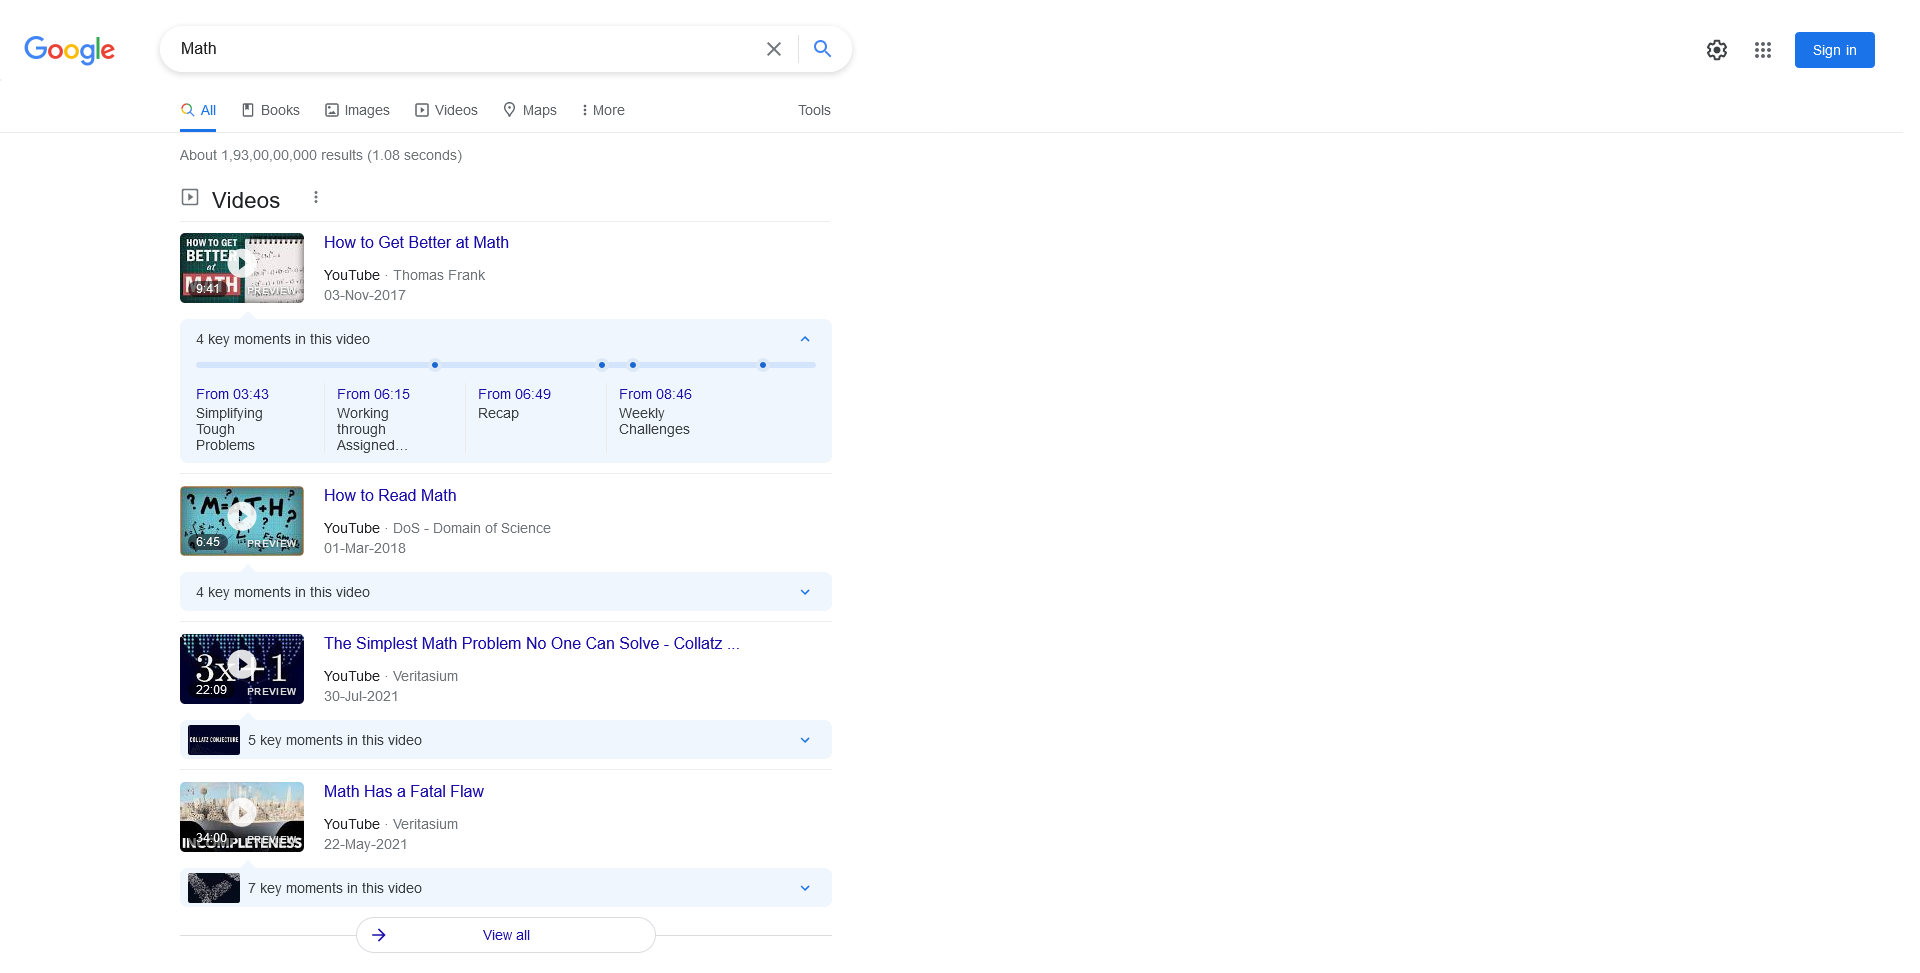 Google
Math
Sign in
All
Books
Images
Videos
Maps
More
Tools
About 1,93,00,00,000 results (1.08 seconds)
Videos
HOW TO GET
BETTER
at
MATH
9:41
PREVIEW
How to Get Better at Math
YouTube · Thomas Frank
03-Nov-2017
4 key moments in this video
From 03:43
Simplifying
Tough
Problems
From 06:15
Working
through
Assigned...
From 06:49
Recap
From 08:46
Weekly
Challenges
6:45
PREVIEW
How to Read Math
YouTube · DoS - Domain of Science
01-Mar-2018
4 key moments in this video
3x+1
22:09
PREVIEW
The Simplest Math Problem No One Can Solve - Collatz ...
YouTube · Veritasium
30-Jul-2021
COLLATZ CONJECTURE
5 key moments in this video
34:00
PREVIEW
INCOMPLETENESS
Math Has a Fatal Flaw
YouTube · Veritasium
22-May-2021
7 key moments in this video
View all